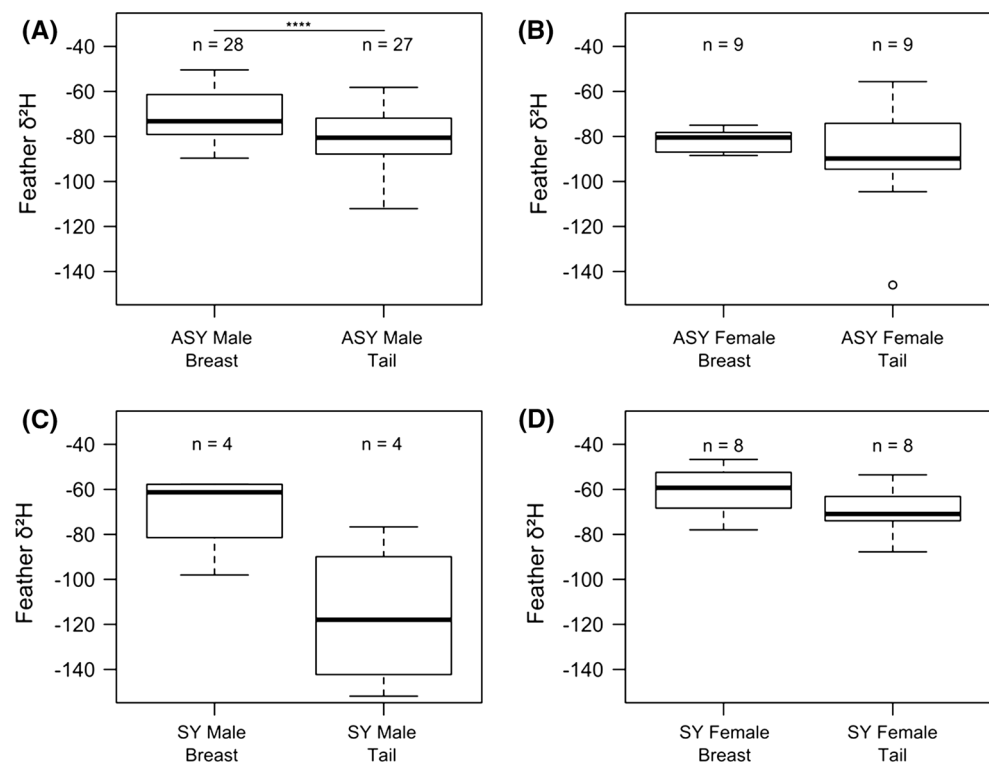 (A)
****
n = 28
n = 27
-40
-60
-80
-100
-120
-140
Feather δ²H
ASY Male
Breast
ASY Male
Tail
(B)
n = 9
n = 9
-40
-60
-80
-100
-120
-140
Feather δ²H
ASY Female
Breast
ASY Female
Tail
(C)
n = 4
n = 4
-40
-60
-80
-100
-120
-140
Feather δ²H
SY Male
Breast
SY Male
Tail
(D)
n = 8
n = 8
-40
-60
-80
-100
-120
-140
Feather δ²H
SY Female
Breast
SY Female
Tail